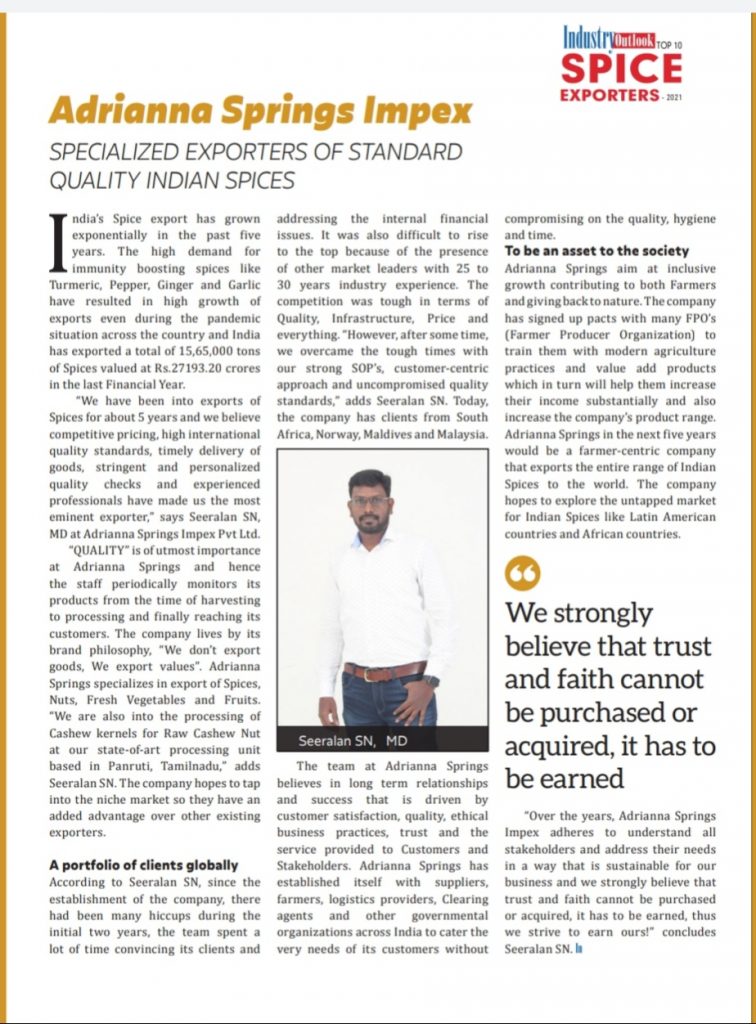 Industry Outlook TOP 10
SPICE
EXPORTERS - 2021
Adrianna Springs Impex
SPECIALIZED EXPORTERS OF STANDARD
QUALITY INDIAN SPICES
India's Spice export has grown
exponentially in the past five
years. The high demand for
immunity boosting spices like
Turmeric, Pepper, Ginger and Garlic
have resulted in high growth of
exports even during the pandemic
situation across the country and India
has exported a total of 15,65,000 tons
of Spices valued at Rs.27193.20 crores
in the last Financial Year.
"We have been into exports of
Spices for about 5 years and we believe
competitive pricing, high international
quality standards, timely delivery of
goods, stringent and personalized
quality checks and experienced
professionals have made us the most
eminent exporter," says Seeralan SN,
MD at Adrianna Springs Impex Pvt Ltd.
"QUALITY" is of utmost importance
at Adrianna Springs and hence
the staff periodically monitors its
products from the time of harvesting
to processing and finally reaching its
customers. The company lives by its
brand philosophy, "We don't export
goods, We export values". Adrianna
Springs specializes in export of Spices,
Nuts, Fresh Vegetables and Fruits.
"We are also into the processing of
Cashew kernels for Raw Cashew Nut
at our state-of-art processing unit
based in Panruti, Tamilnadu," adds
Seeralan SN. The company hopes to tap
into the niche market so they have an
added advantage over other existing
exporters.
A portfolio of clients globally
According to Seeralan SN, since the
establishment of the company, there
had been many hiccups during the
initial two years, the team spent a
lot of time convincing its clients and
addressing the internal financial
issues. It was also difficult to rise
to the top because of the presence
of other market leaders with 25 to
30 years industry experience. The
competition was tough in terms of
Quality, Infrastructure, Price and
everything. "However, after some time,
we overcame the tough times with
our strong SOP's, customer-centric
approach and uncompromised quality
standards," adds Seeralan SN. Today,
the company has clients from South
Africa, Norway, Maldives and Malaysia.
Seeralan SN, MD
The team at Adrianna Springs
believes in long term relationships
and success that is driven by
customer satisfaction, quality, ethical
business practices, trust and the
service provided to Customers and
Stakeholders. Adrianna Springs has
established itself with suppliers,
farmers, logistics providers, Clearing
agents and other governmental
organizations across India to cater the
very needs of its customers without
compromising on the quality, hygiene
and time.
To be an asset to the society
Adrianna Springs aim at inclusive
growth contributing to both Farmers
and giving back to nature. The company
has signed up pacts with many FPO's
(Farmer Producer Organization) to
train them with modern agriculture
practices and value add products
which in turn will help them increase
their income substantially and also
increase the company's product range.
Adrianna Springs in the next five years
would be a farmer-centric company
that exports the entire range of Indian
Spices to the world. The company
hopes to explore the untapped market
for Indian Spices like Latin American
countries and African countries.
We strongly
believe that trust
and faith cannot
be purchased or
acquired, it has to
be earned
"Over the years, Adrianna Springs
Impex adheres to understand all
stakeholders and address their needs
in a way that is sustainable for our
business and we strongly believe that
trust and faith cannot be purchased
or acquired, it has to be earned, thus
we strive to earn ours!" concludes
Seeralan SN.